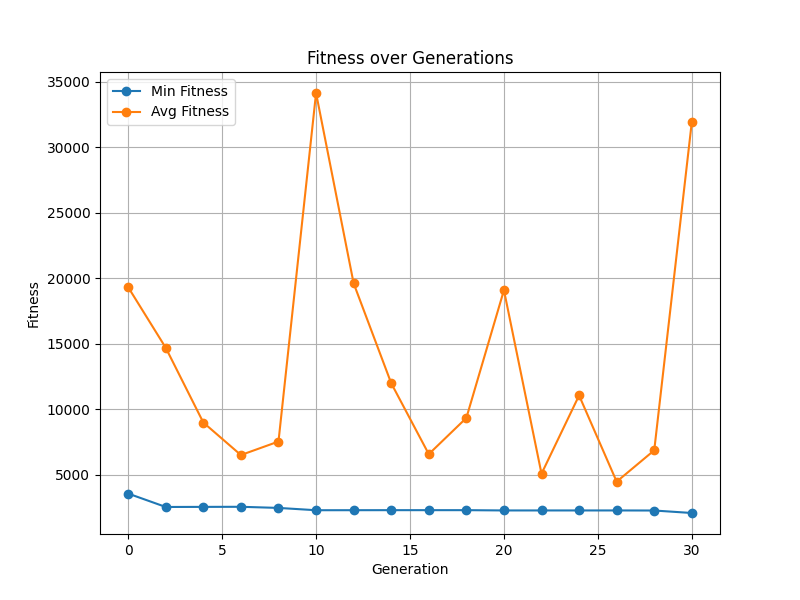 Fitness over Generations
Min Fitness
Avg Fitness
35000
30000
25000
20000
15000
10000
5000
Fitness
0 5 10 15 20 25 30
Generation